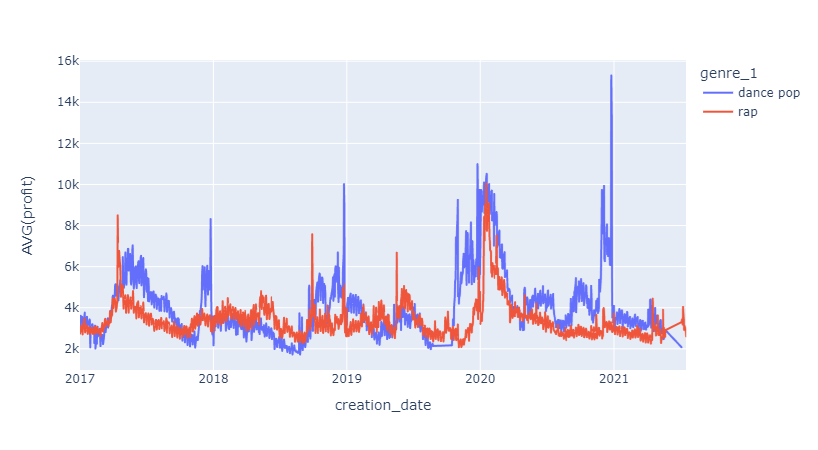 16k
14k
12k
10k
8k
6k
4k
2k
AVG(profit)
2017 2018 2019 2020 2021
creation_date
genre_1
dance pop
rap